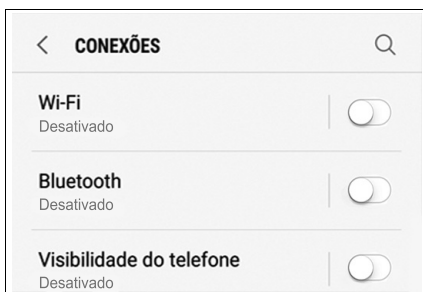 CONEXÕES
Wi-Fi
Desativado
Bluetooth
Desativado
Visibilidade do telefone
Desativado